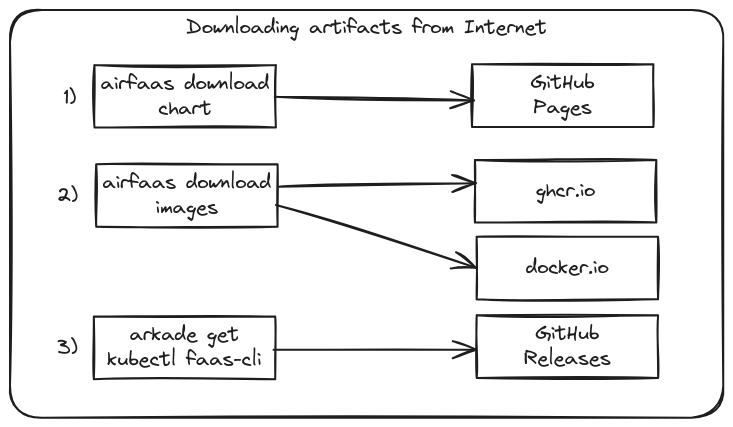 Downloading artifacts from Internet
1)
airfaas download
chart
GitHub
Pages
2)
airfaas download
images
ghcr.io
docker.io
3)
arkade get
kubectl faas-cli
GitHub
Releases